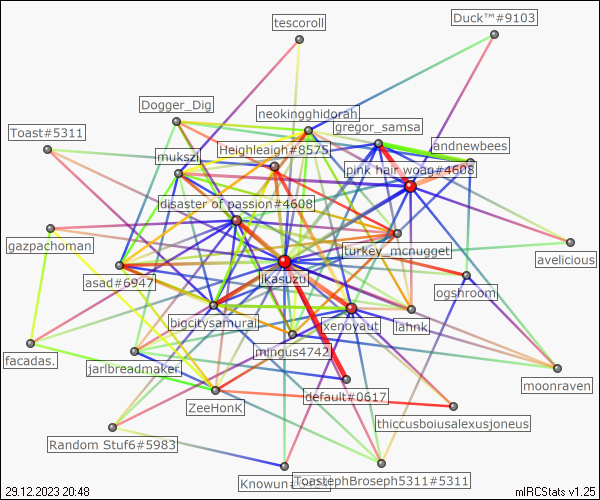 tescoroll
Duck™#9103
Dogger_Dig
neokingghidorah
gregor_samsa
Toast#5311
andnewbees
mukszi
Heighleaigh#8575
pink hair woag#4608
disaster of passion#4608
gazpachoman
turkey_mcnugget
avelicious
asad#6947
ikasuzu
ogshroom
bigcitysamurai
xenoyaut
lahnk
mingus4742
facadas.
jarlbreadmaker
moonraven
default#0617
ZeeHonK
thiccusboiusalexusjoneus
Random Stuf6#5983
ToastephBroseph5311#5311
29.12.2023 20:48
mIRCStats v1.25